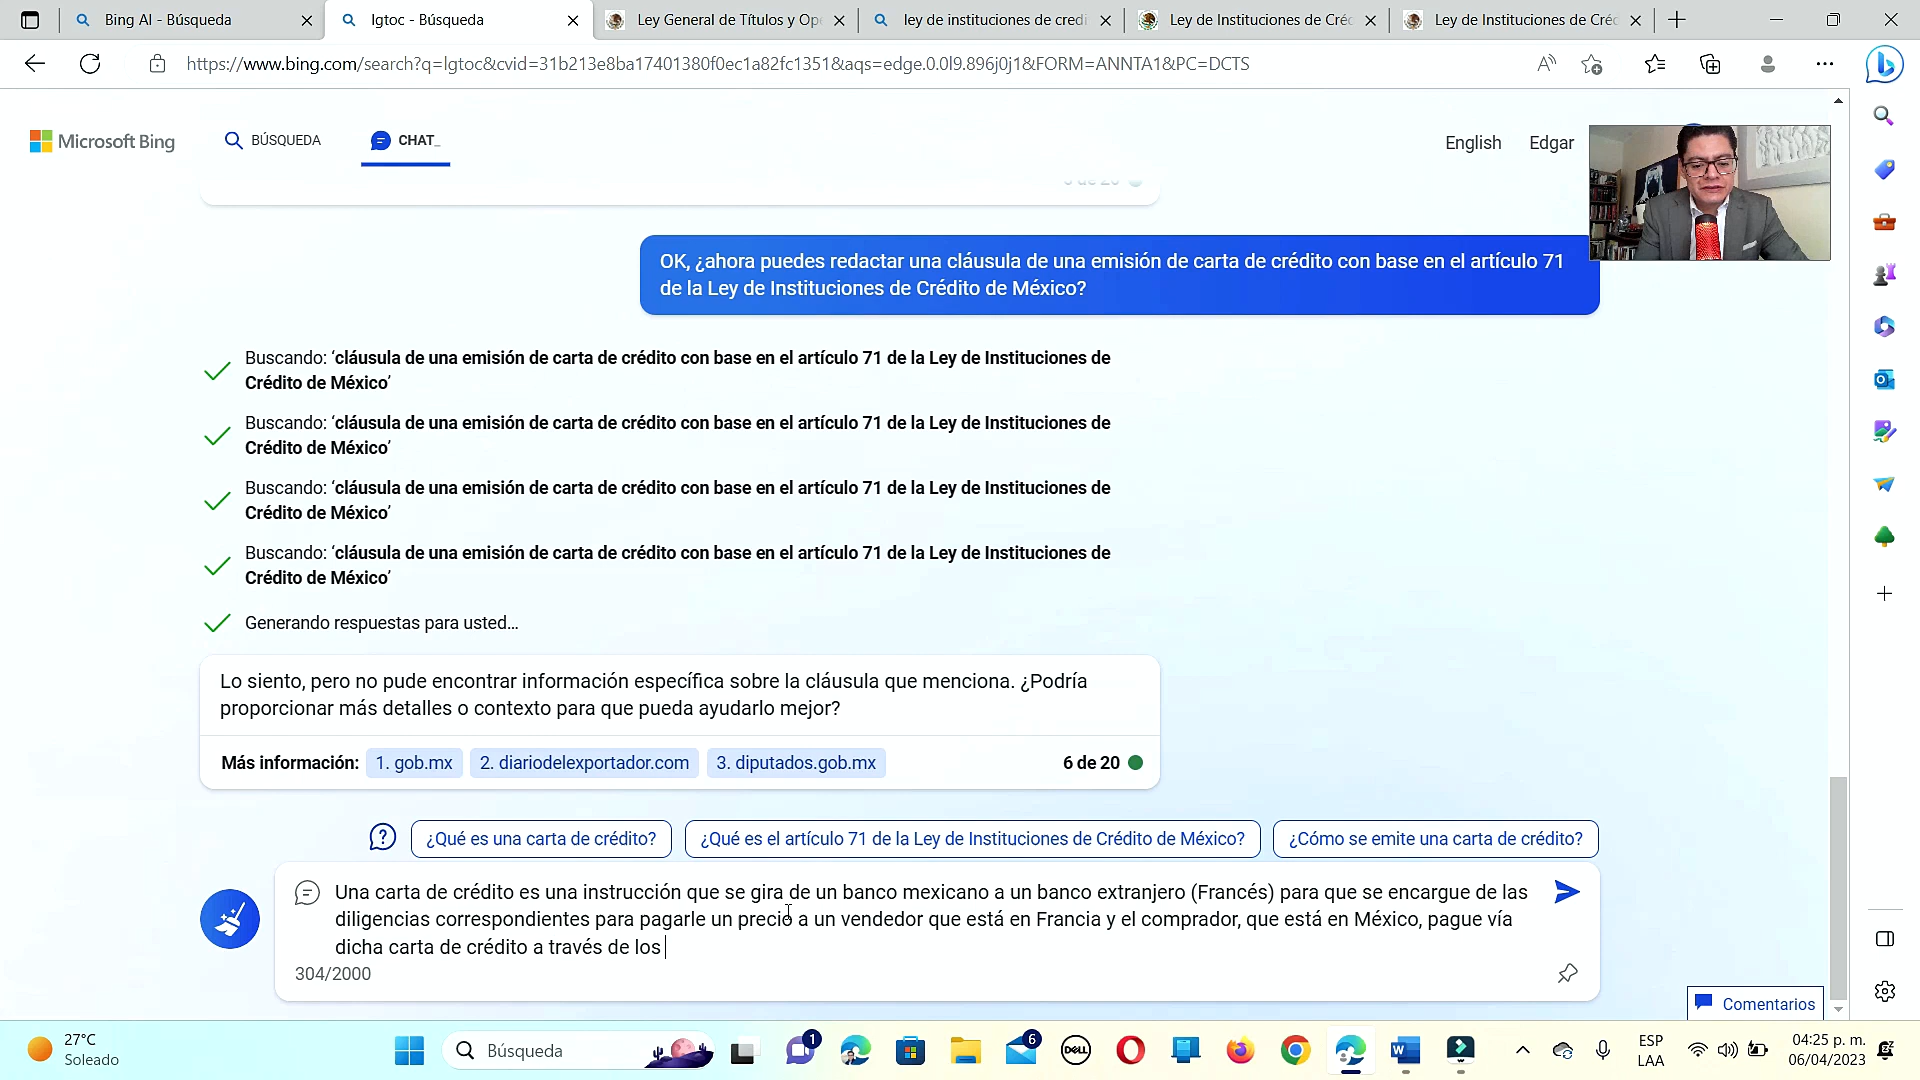 Bing AI - Búsqueda
lgtoc - Búsqueda
Ley General de Títulos y Ope
ley de instituciones de credi
Ley de Instituciones de Créd
Ley de Instituciones de Créd
https://www.bing.com/search?q=lgtoc&cvid=31b213e8ba17401380f0ec1a82fc1351&aqs=edge.0.0l9.896j0j1&FORM=ANNTA1&PC=DCTS
Microsoft Bing
BÚSQUEDA
CHAT_
English
Edgar
5 de 20
OK, ¿ahora puedes redactar una cláusula de una emisión de carta de crédito con base en el artículo 71
de la Ley de Instituciones de Crédito de México?
Buscando: ‘cláusula de una emisión de carta de crédito con base en el artículo 71 de la Ley de Instituciones de
Crédito de México’
Buscando: ‘cláusula de una emisión de carta de crédito con base en el artículo 71 de la Ley de Instituciones de
Crédito de México’
Buscando: ‘cláusula de una emisión de carta de crédito con base en el artículo 71 de la Ley de Instituciones de
Crédito de México’
Buscando: ‘cláusula de una emisión de carta de crédito con base en el artículo 71 de la Ley de Instituciones de
Crédito de México’
Generando respuestas para usted...
Lo siento, pero no pude encontrar información específica sobre la cláusula que menciona. ¿Podría
proporcionar más detalles o contexto para que pueda ayudarlo mejor?
Más información: 1. gob.mx 2. diariodelexportador.com 3. diputados.gob.mx 6 de 20
¿Qué es una carta de crédito?
¿Qué es el artículo 71 de la Ley de Instituciones de Crédito de México?
¿Cómo se emite una carta de crédito?
Una carta de crédito es una instrucción que se gira de un banco mexicano a un banco extranjero (Francés) para que se encargue de las
diligencias correspondientes para pagarle un precio a un vendedor que está en Francia y el comprador, que está en México, pague vía
dicha carta de crédito a través de los
304/2000
Comentarios
27°C
Soleado
Búsqueda
1
6
DELL
ESP
LAA
04:25 p. m.
06/04/2023